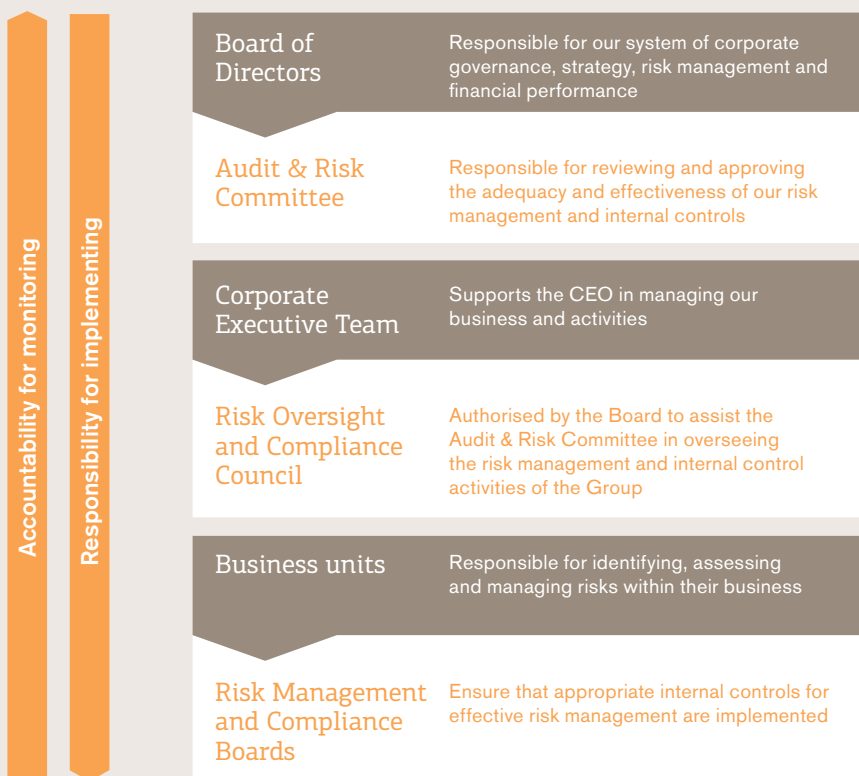 Accountability for monitoring
Responsibility for implementing
Board of
Directors
Responsible for our system of corporate
governance, strategy, risk management and
financial performance
Audit & Risk
Committee
Responsible for reviewing and approving
the adequacy and effectiveness of our risk
management and internal controls
Corporate
Executive Team
Supports the CEO in managing our
business and activities
Risk Oversight
and Compliance
Council
Authorised by the Board to assist the
Audit & Risk Committee in overseeing
the risk management and internal control
activities of the Group
Business units
Responsible for identifying, assessing
and managing risks within their business
Risk Management
and Compliance
Boards
Ensure that appropriate internal controls for
effective risk management are implemented